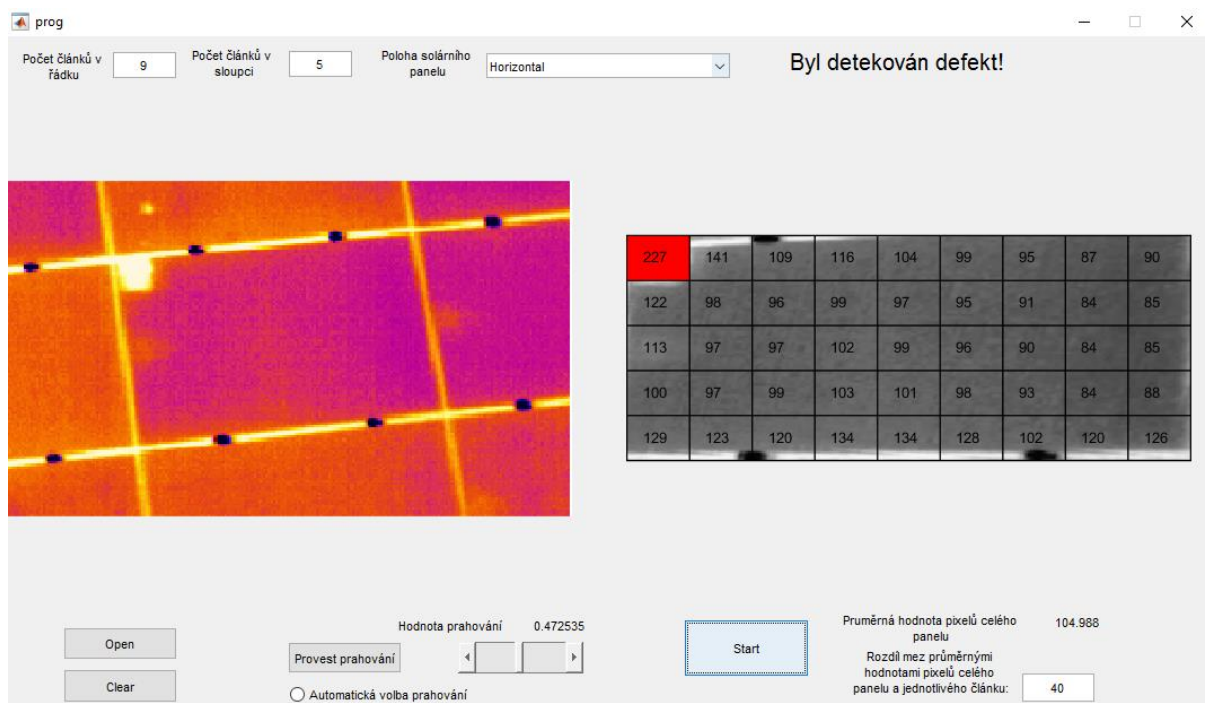 prog
Počet článků v
řádku
9
Počet článků v
sloupci
5
Poloha solárního
panelu
Horizontal
Byl detekován defekt!
227 141 109 116 104 99 95 87 90
122 98 96 99 97 95 91 84 85
113 97 97 102 99 96 90 84 85
100 97 99 103 101 98 93 84 88
129 123 120 134 134 128 102 120 126
Open
Clear
Hodnota prahování 0.472535
Provest prahování
Automatická volba prahování
Start
Pruměrná hodnota pixelů celého
panelu
104.988
Rozdíl mez průměrnými
hodnotami pixelů celého
panelu a jednotlivého článku:
40